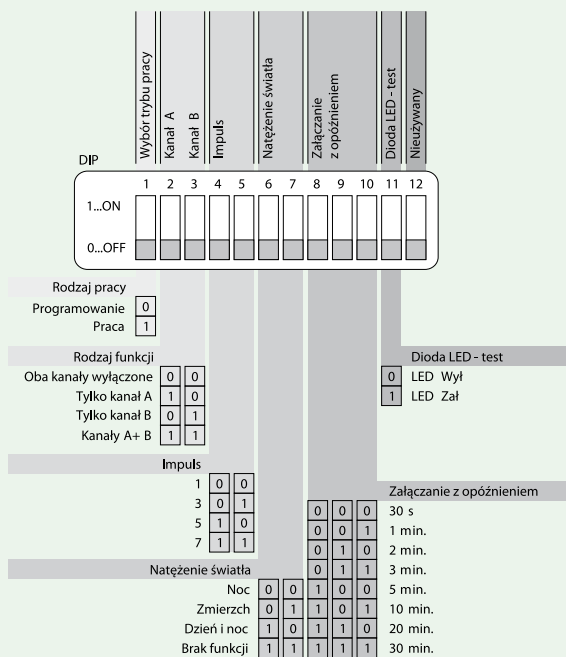 Wybór trybu pracy
Kanał A
Kanał B
Impuls
Natężenie światła
Załączanie
z opóźnieniem
Dioda LED - test
Nieużywany
DIP
1 2 3 4 5 6 7 8 9 10 11 12
1...ON
0...OFF
Rodzaj pracy
Programowanie 0
Praca 1
Rodzaj funkcji
Oba kanały wyłączone 0 0
Tylko kanał A 1 0
Tylko kanał B 0 1
Kanały A+ B 1 1
Dioda LED - test
0 LED Wył
1 LED Zał
Impuls
1 0 0
3 0 1
5 1 0
7 1 1
Załączanie z opóźnieniem
0 0 0 30 s
0 0 1 1 min.
0 1 0 2 min.
0 1 1 3 min.
Natężenie światła
Noc 0 0 1 0 0 5 min.
Zmierzch 0 1 1 0 1 10 min.
Dzień i noc 1 0 1 1 0 20 min.
Brak funkcji 1 1 1 1 1 30 min.